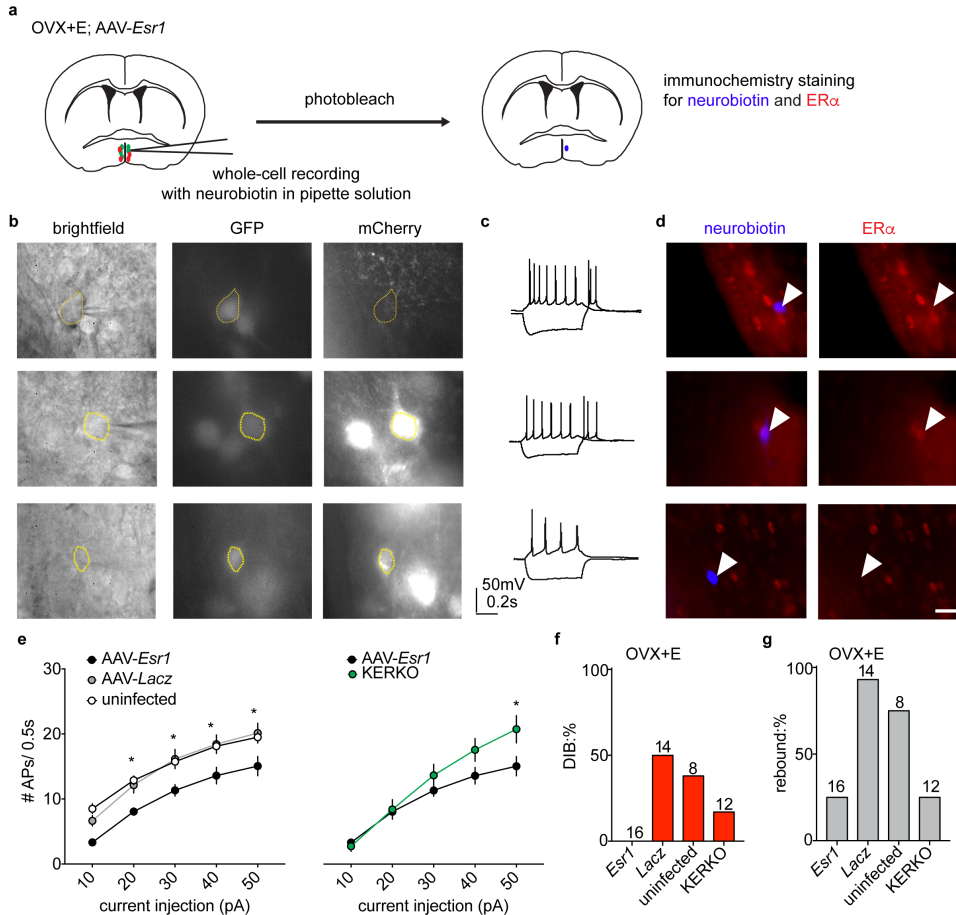 a
OVX+E; AAV-Esr1
photobleach
immunochemistry staining
for neurobiotin and ERα
whole-cell recording
with neurobiotin in pipette solution
b
brightfield
GFP
mCherry
c
50mV
0.2s
d
neurobiotin
ERα
e
AAV-Esr1
AAV-Lacz
uninfected
# APs/ 0.5s
30
20
10
0
* * * *
10 20 30 40 50
current injection (pA)
AAV-Esr1
KERKO
*
10 20 30 40 50
current injection (pA)
f
OVX+E
DIB:%
100
50
0
16 14 8 12
Esr1 Lacz uninfected KERKO
g
OVX+E
rebound:%
100
50
0
16 14 8 12
Esr1 Lacz uninfected KERKO